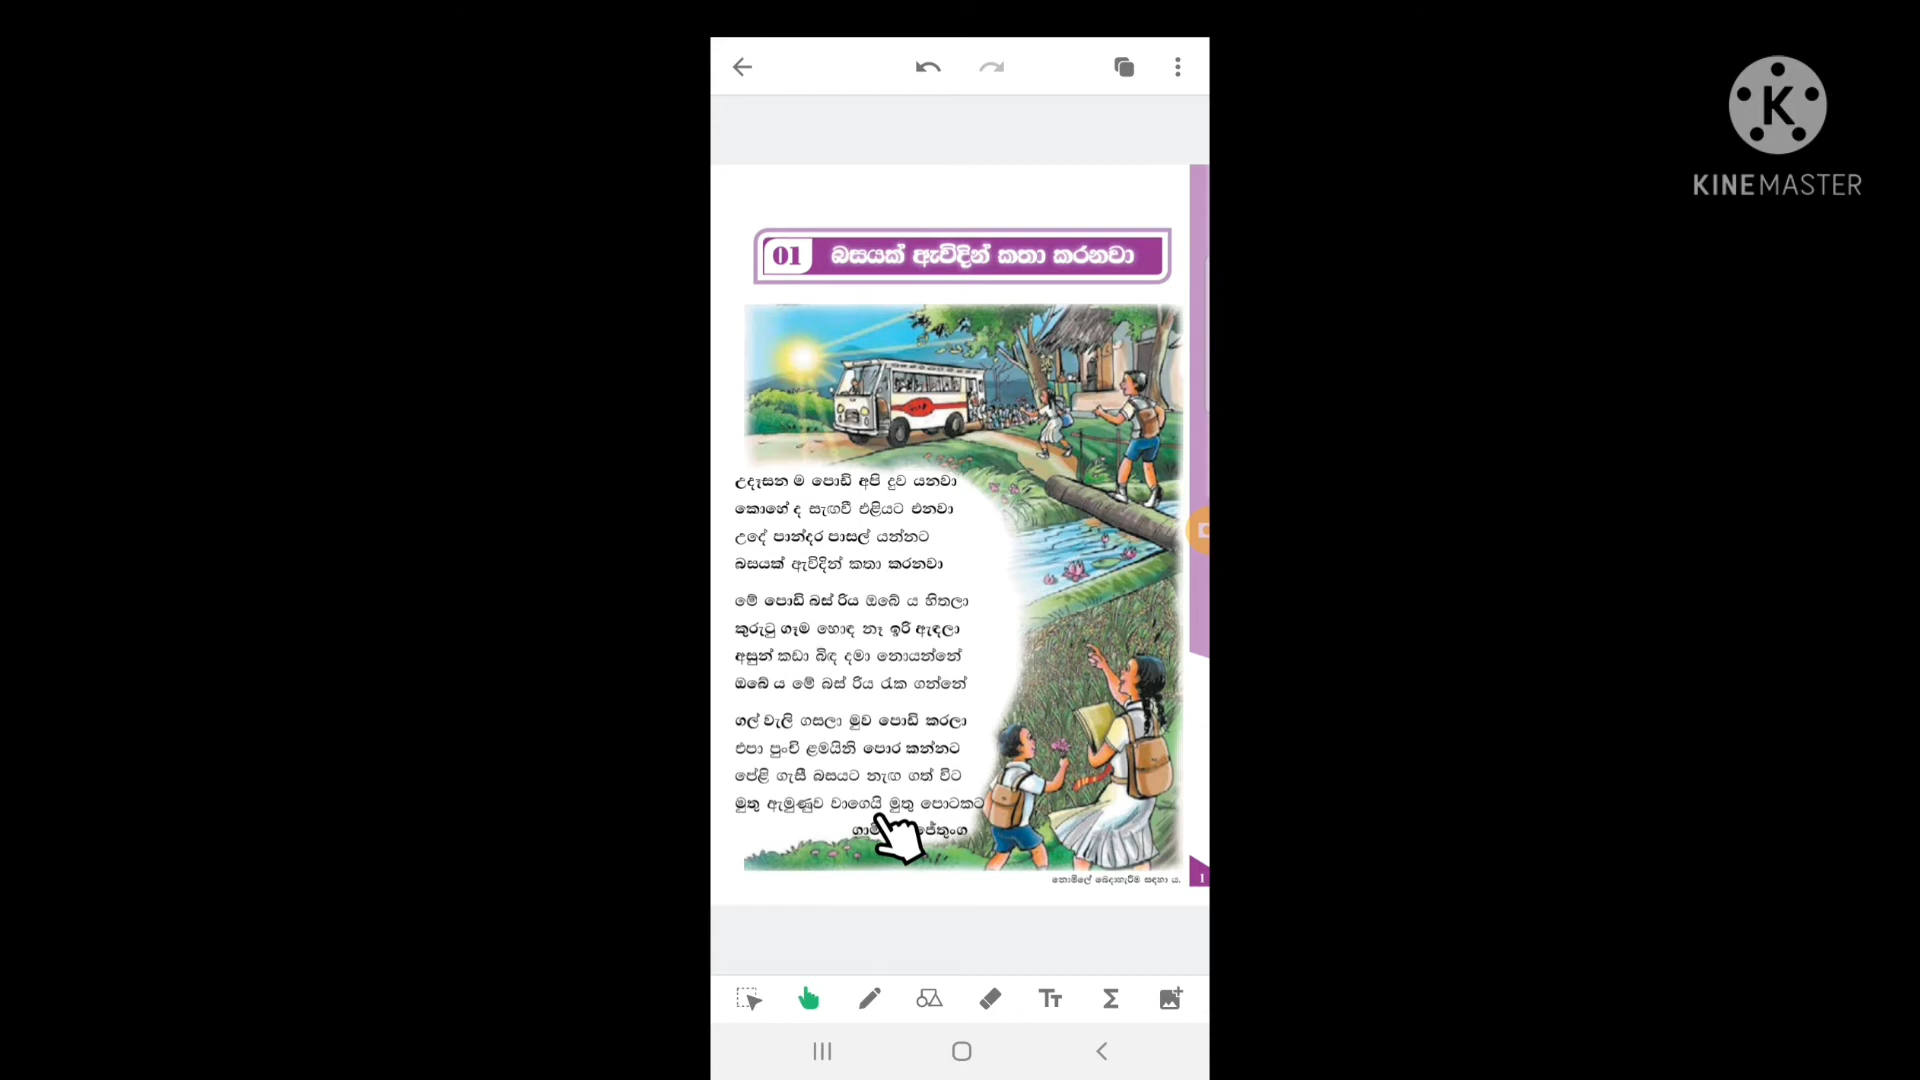 KINEMASTER
01 බසයක් ඇවිදින් කතා කරනවා
උදෑසන ම පොඩි අපි දුව යනවා
කොහේ ද සැඟවී එළියට එනවා
උදේ පාන්දර පාසල් යන්නට
බසයක් ඇවිදින් කතා කරනවා
මේ පොඩි බස් රිය ඔබේ ය හිතලා
කුරුටු ගෑම හොඳ නෑ ඉරි ඇඳලා
අසුන් කඩා බිඳ දමා නොයන්නේ
ඔබේ ය මේ බස් රිය රැක ගන්නේ
ගල් වැලි ගසලා මුව පොඩි කරලා
එපා පුංචි ළමයිනි පොර කන්නට
පේළි ගැසී බසයට නැඟ ගත් විට
මුතු ඇමුණුව වාගෙයි මුතු පොටකට
නොමිලේ බෙදාහැරීම සඳහා ය.
1